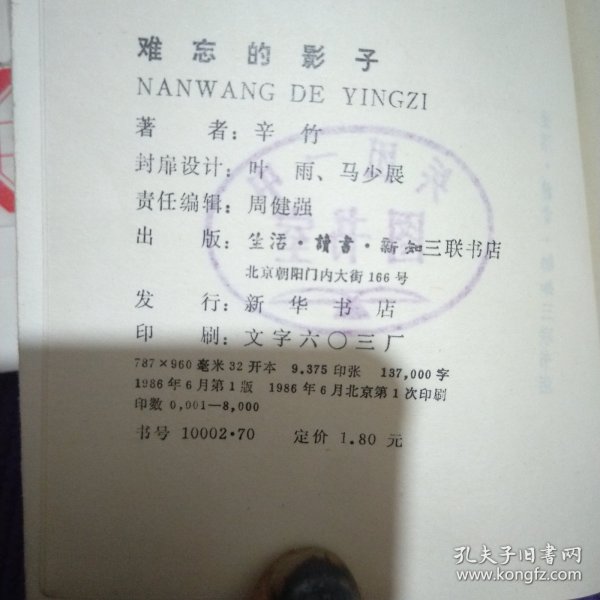 难忘的影子
NANWANG DE YINGZI
著 者：辛竹
封扉设计：叶雨、马少展
责任编辑：周健强
出 版：生活·讀書·新知三联书店
北京朝阳门内大街166号
发 行：新华书店
印 刷：文字六〇三厂
787×960毫米32开本 9.375印张 137,000字
1986年6月第1版 1986年6月北京第1次印刷
印数 0,001—8,000
书号 10002·70 定价 1.80 元
图书室
孔夫子旧书网
www.kongfz.com